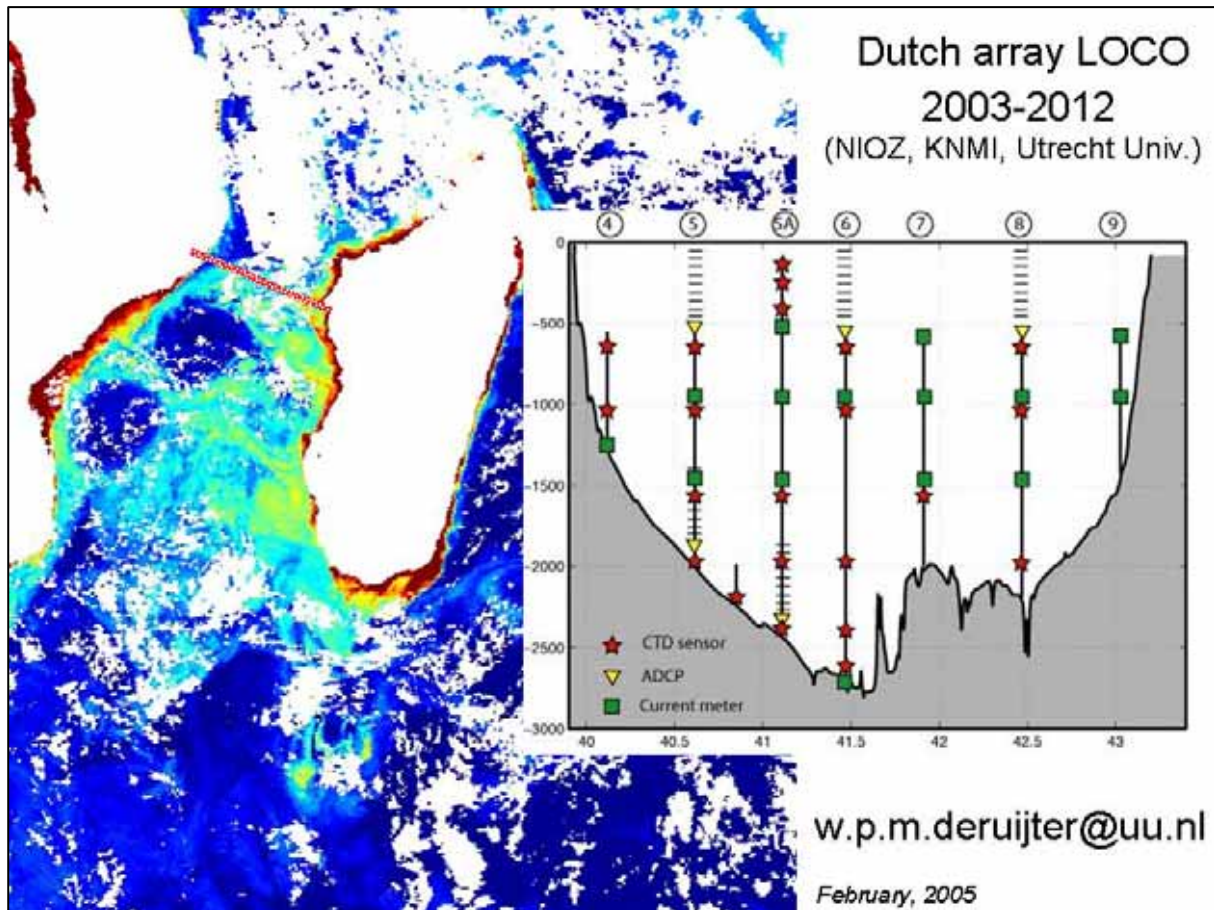 Dutch array LOCO
2003-2012
(NIOZ, KNMI, Utrecht Univ.)
4 5 5A 6 7 8 9
0
-500
-1000
-1500
-2000
-2500
-3000
CTD sensor
ADCP
Current meter
40 40.5 41 41.5 42 42.5 43
w.p.m.deruijter@uu.nl
February, 2005